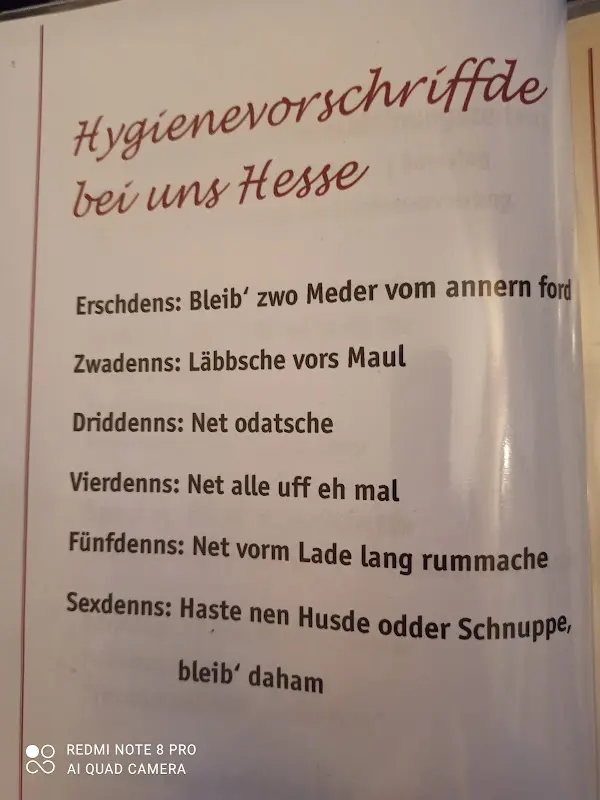 Hygienevorschriffde
bei uns Hesse
Erschdens: Bleib' zwo Meder vom annern ford
Zwadenns: Läbbsche vors Maul
Driddenns: Net odatsche
Vierdenns: Net alle uff eh mal
Fünfdenns: Net vorm Lade lang rummache
Sexdenns: Haste nen Husde odder Schnuppe,
bleib' daham
REDMI NOTE 8 PRO
AI QUAD CAMERA